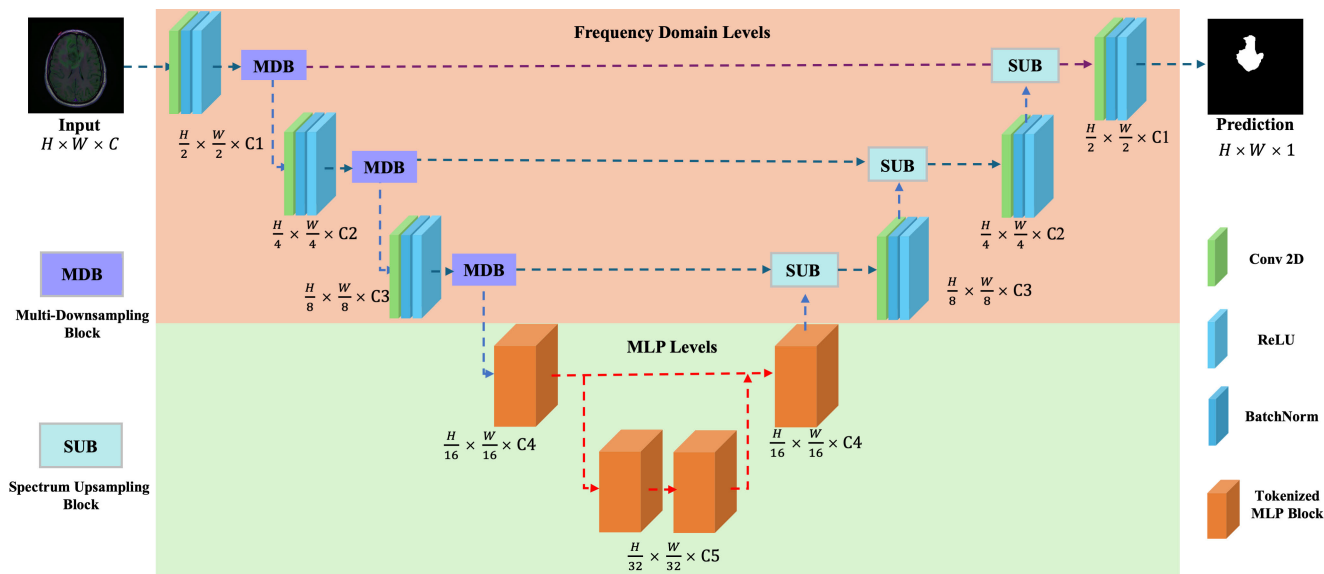 Frequency Domain Levels
MDB
SUB
Input
H × W × C
H/2 × W/2 × C1
H/2 × W/2 × C1
Prediction
H × W × 1
MDB
SUB
H/4 × W/4 × C2
H/4 × W/4 × C2
MDB
Multi-Downsampling
Block
MDB
SUB
H/8 × W/8 × C3
H/8 × W/8 × C3
Conv 2D
ReLU
MLP Levels
BatchNorm
SUB
Spectrum Upsampling
Block
H/16 × W/16 × C4
H/16 × W/16 × C4
Tokenized
MLP Block
H/32 × W/32 × C5